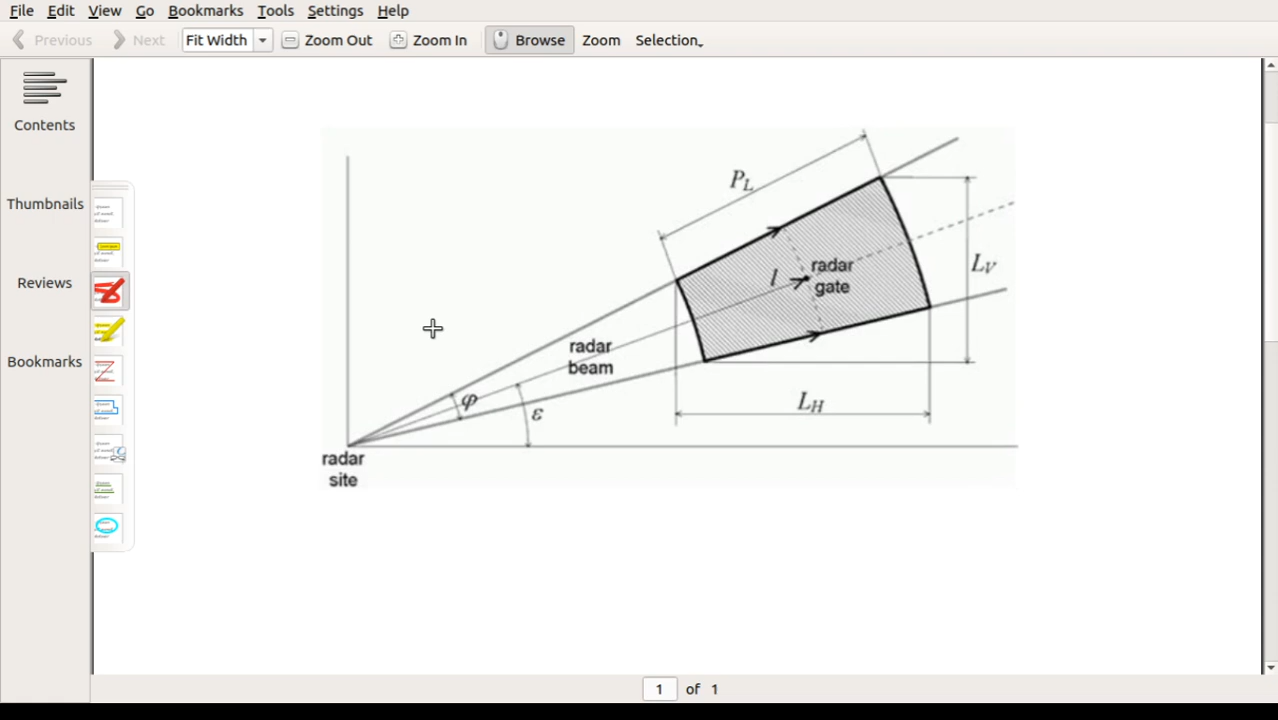 File Edit View Go Bookmarks Tools Settings Help
Previous Next Fit Width Zoom Out Zoom In Browse Zoom Selection
Contents
Thumbnails
Reviews
Bookmarks
P_L
radar
gate
l
L_V
radar
beam
φ
ε
L_H
radar
site
1 of 1